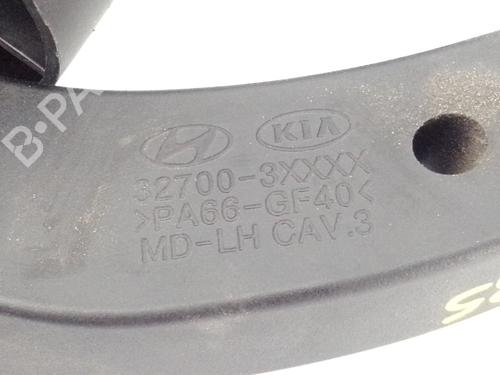 B-PA
KIA
32700-3XXXX
>PA66-GF40<
MD-LH CAV.3